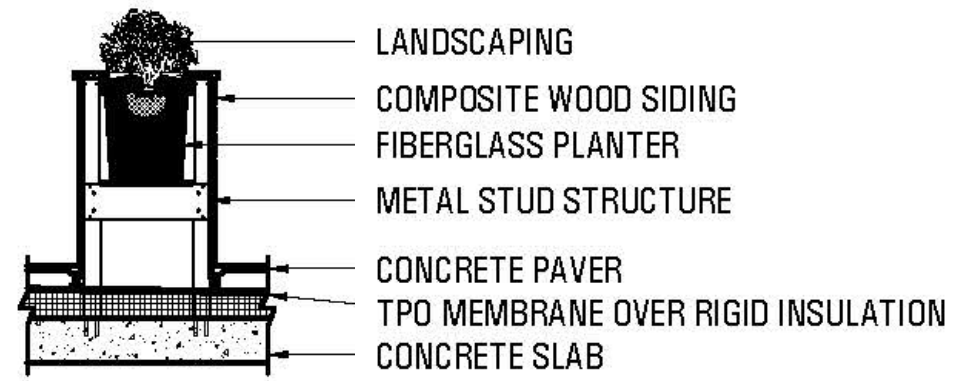 LANDSCAPING
COMPOSITE WOOD SIDING
FIBERGLASS PLANTER
METAL STUD STRUCTURE
CONCRETE PAVER
TPO MEMBRANE OVER RIGID INSULATION
CONCRETE SLAB